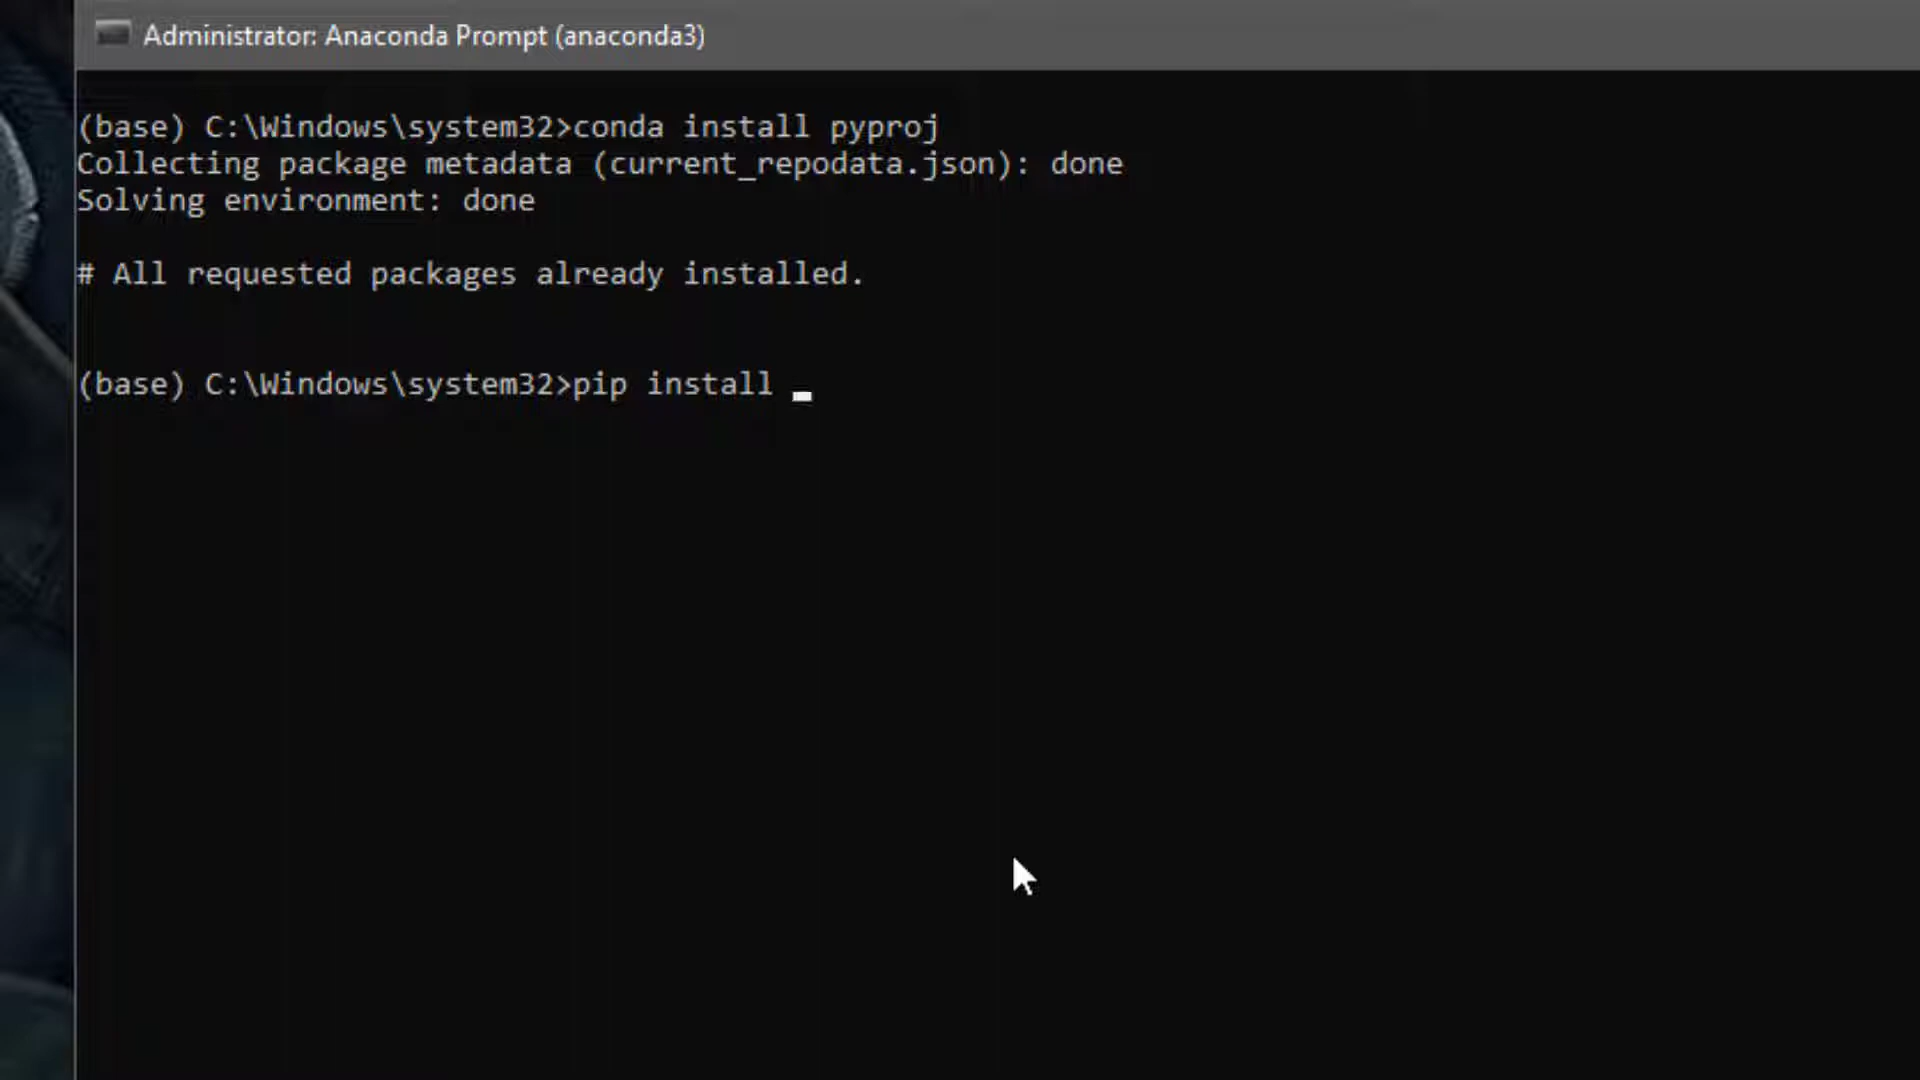 Administrator: Anaconda Prompt (anaconda3)
(base) C:\Windows\system32>conda install pyproj
Collecting package metadata (current_repodata.json): done
Solving environment: done
# All requested packages already installed.
(base) C:\Windows\system32>pip install